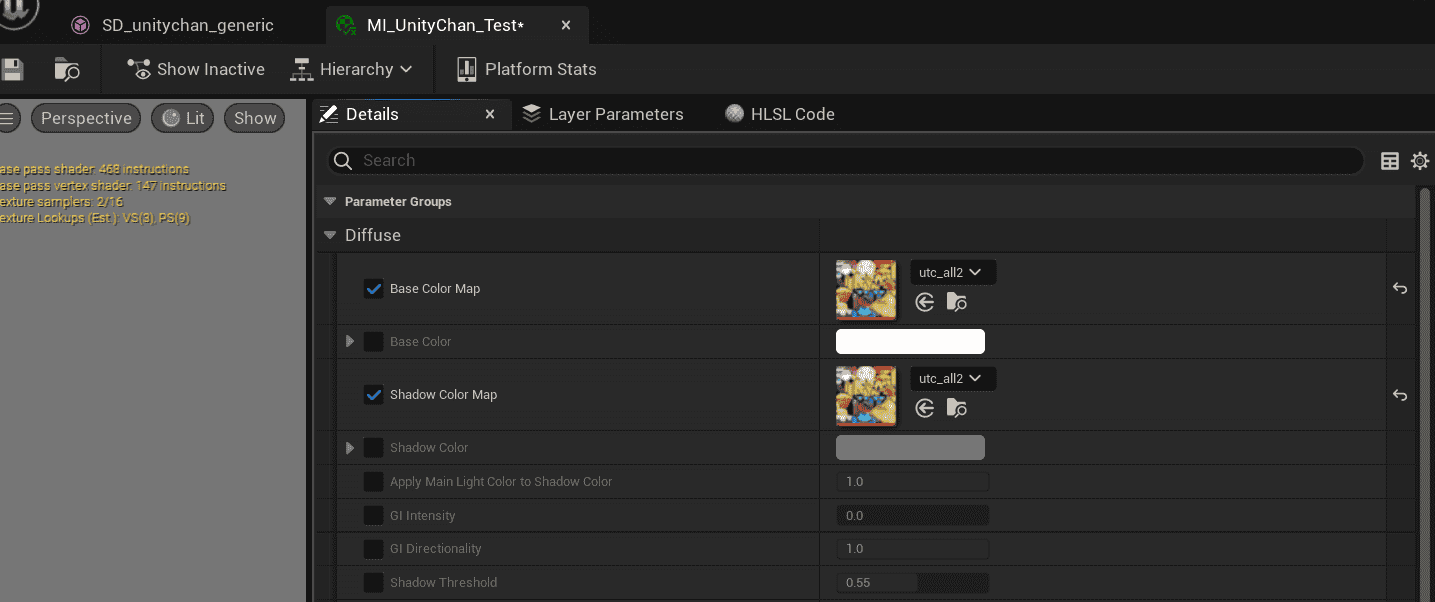 SD_unitychan_generic
MI_UnityChan_Test*
Show Inactive
Hierarchy
Platform Stats
Perspective
Lit
Show
Details
Layer Parameters
HLSL Code
ase pass shader: 468 instructions
ase pass vertex shader: 147 instructions
exture samplers: 2/16
exture Lookups (Est.): VS(3), PS(9)
Search
Parameter Groups
Diffuse
Base Color Map
utc_all2
Base Color
Shadow Color Map
utc_all2
Shadow Color
Apply Main Light Color to Shadow Color
1.0
GI Intensity
0.0
GI Directionality
1.0
Shadow Threshold
0.55